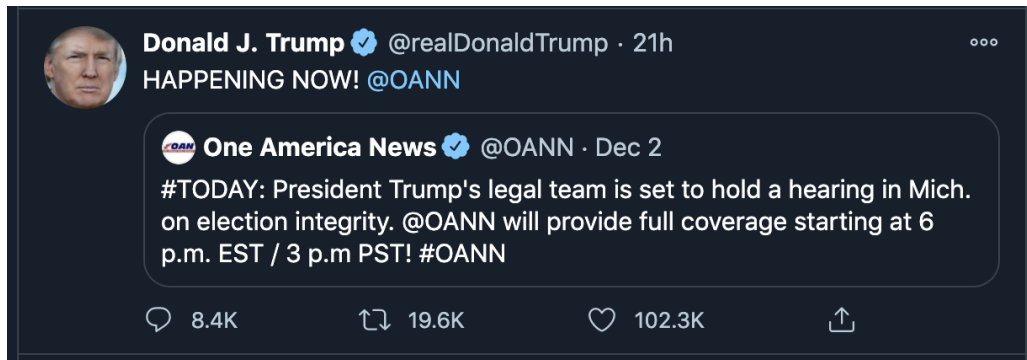 Donald J. Trump @realDonaldTrump · 21h
HAPPENING NOW! @OANN
OAN One America News @OANN · Dec 2
#TODAY: President Trump's legal team is set to hold a hearing in Mich.
on election integrity. @OANN will provide full coverage starting at 6
p.m. EST / 3 p.m PST! #OANN
8.4K 19.6K 102.3K